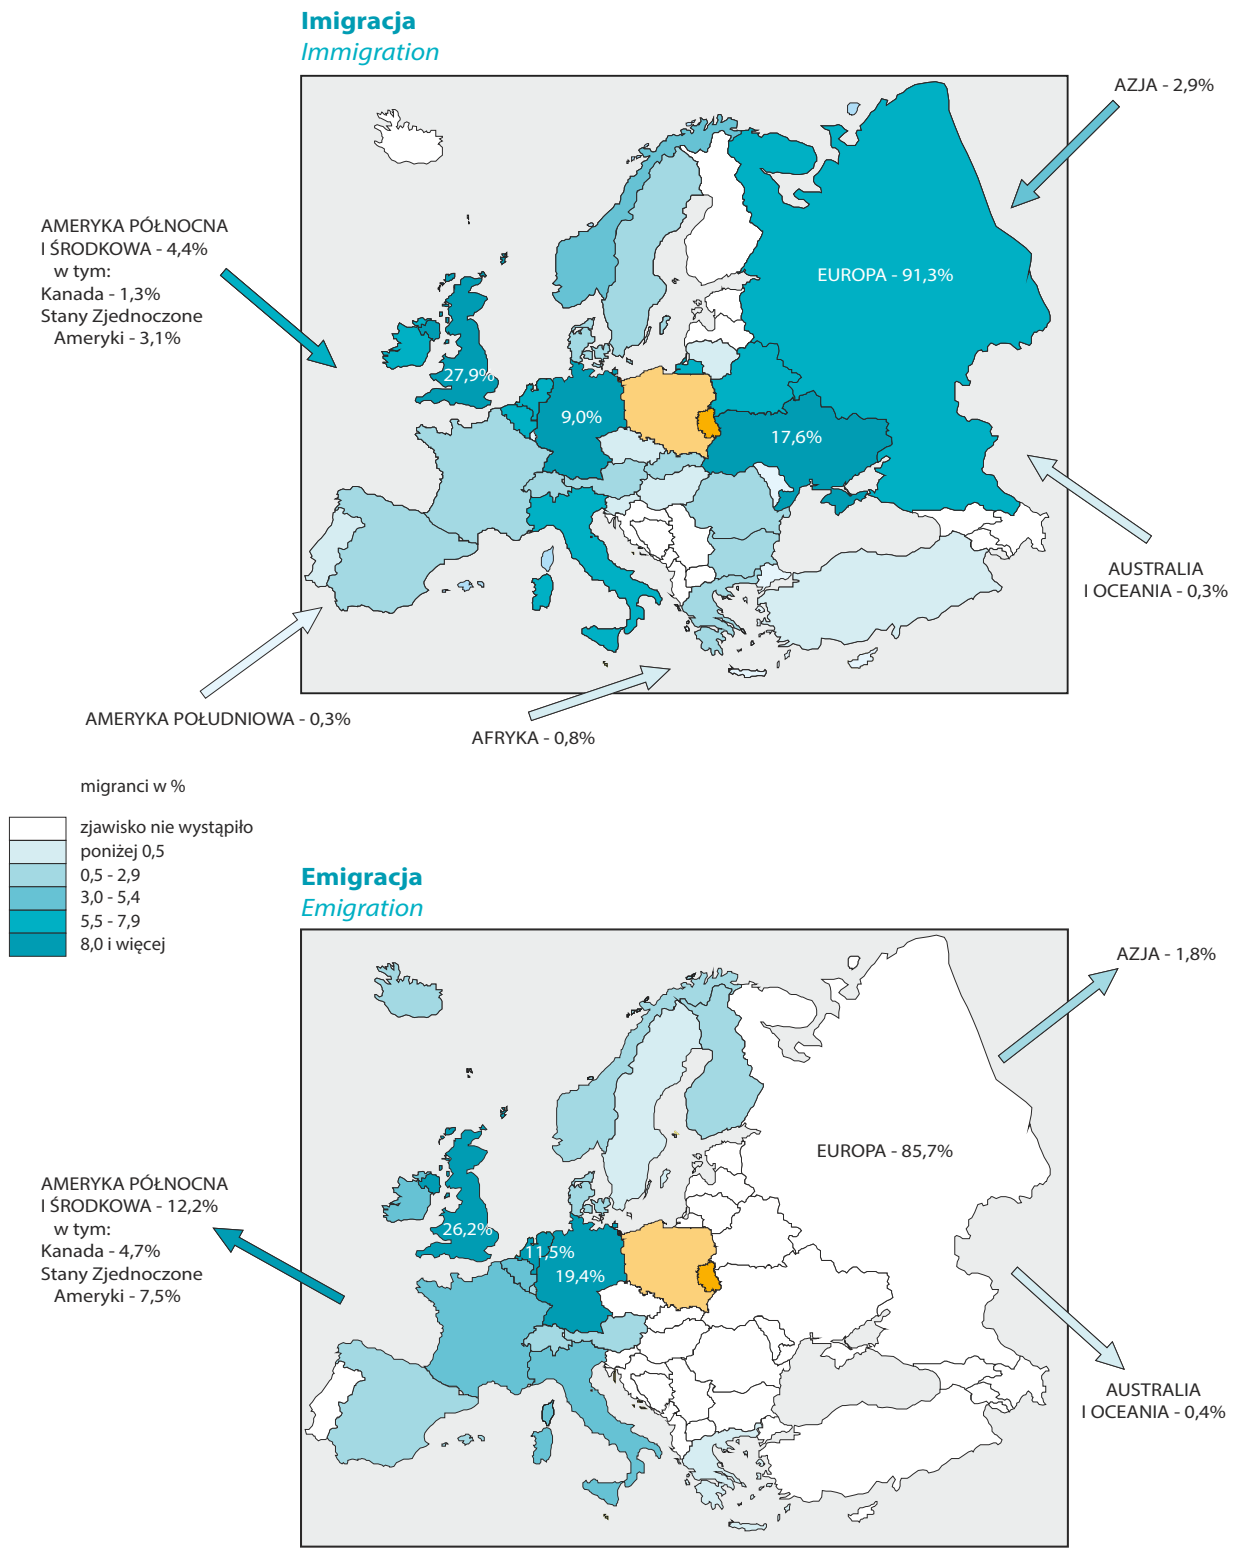 Imigracja
Immigration
AZJA - 2,9%
AMERYKA PÓŁNOCNA
I ŚRODKOWA - 4,4%
w tym:
Kanada - 1,3%
Stany Zjednoczone
Ameryki - 3,1%
EUROPA - 91,3%
27,9%
9,0%
17,6%
AUSTRALIA
I OCEANIA - 0,3%
AMERYKA POŁUDNIOWA - 0,3%
AFRYKA - 0,8%
migranci w %
zjawisko nie wystąpiło
poniżej 0,5
0,5 - 2,9
3,0 - 5,4
5,5 - 7,9
8,0 i więcej
Emigracja
Emigration
AZJA - 1,8%
EUROPA - 85,7%
AMERYKA PÓŁNOCNA
I ŚRODKOWA - 12,2%
w tym:
Kanada - 4,7%
Stany Zjednoczone
Ameryki - 7,5%
26,2%
11,5%
19,4%
AUSTRALIA
I OCEANIA - 0,4%